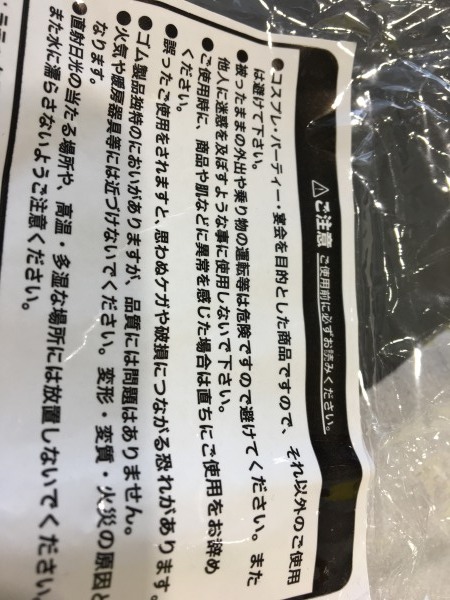 ⚠ご注意 ご使用前に必ずお読みください。
●コスプレ・パーティー・宴会を目的とした商品ですので、それ以外のご使用
は避けて下さい。
●被ったままの外出や乗り物の運転等は危険ですので避けてください。また
他人に迷惑を及ぼすような事に使用しないで下さい。
●ご使用時に、商品や肌などに異常を感じた場合は直ちにご使用をお辞め
ください。
●誤ったご使用をされますと、思わぬケガや破損につながる恐れがあります。
●ゴム製品独特のにおいがありますが、品質には問題はありません。
●火気や暖房器具等には近づけないでください。変形・変質・火災の原因と
なります。
●直射日光の当たる場所や、高温・多湿な場所には放置しないでください。
また水に濡らさないようご注意ください。